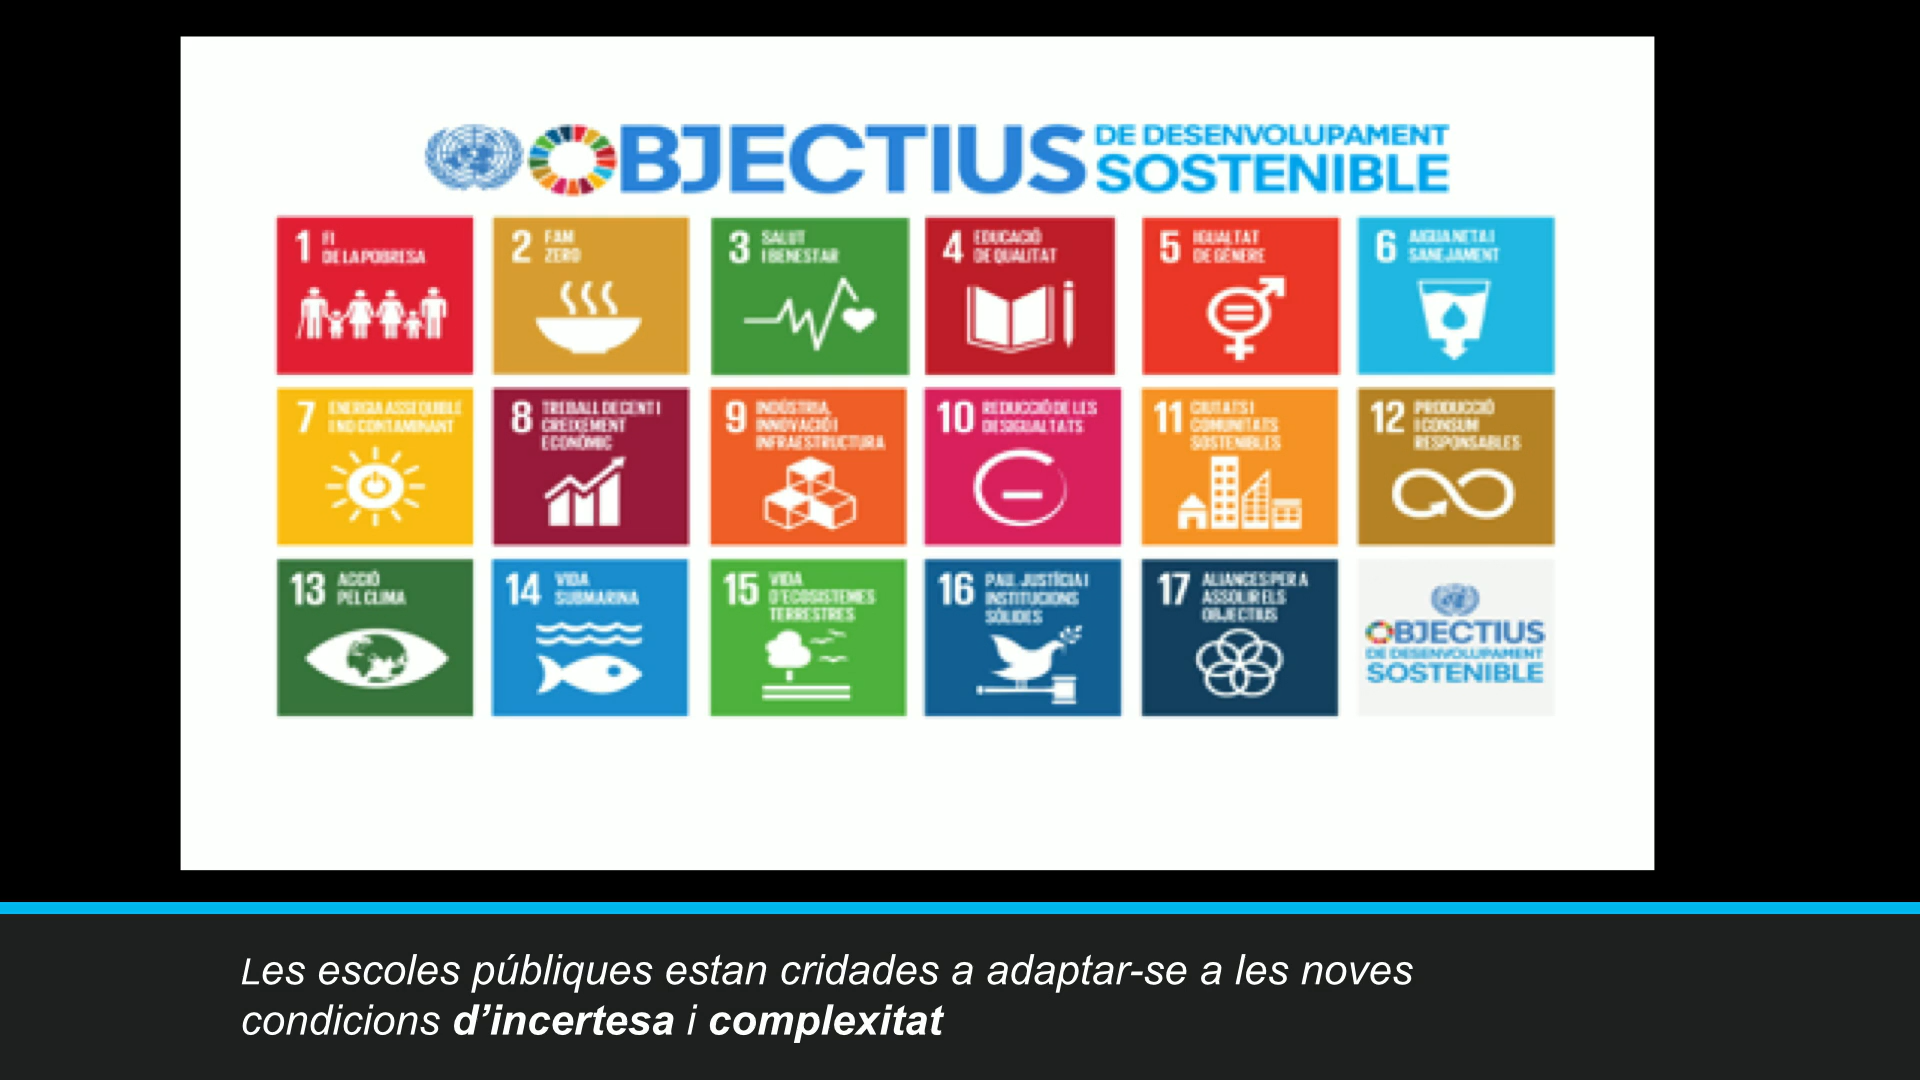 OBJECTIUS DE DESENVOLUPAMENT
SOSTENIBLE
1 FI
DE LA POBRESA
2 FAM
ZERO
3 SALUT
I BENESTAR
4 EDUCACIÓ
DE QUALITAT
5 IGUALTAT
DE GÈNERE
6 AIGUA NETA I
SANEJAMENT
7 ENERGIA ASSEQUIBLE
I NO CONTAMINANT
8 TREBALL DECENT I
CREIXEMENT
ECONÒMIC
9 INDÚSTRIA,
INNOVACIÓ I
INFRAESTRUCTURA
10 REDUCCIÓ DE LES
DESIGUALTATS
11 CIUTATS I
COMUNITATS
SOSTENIBLES
12 PRODUCCIÓ
I CONSUM
RESPONSABLES
13 ACCIÓ
PEL CLIMA
14 VIDA
SUBMARINA
15 VIDA
D'ECOSISTEMES
TERRESTRES
16 PAU, JUSTÍCIA I
INSTITUCIONS
SÒLIDES
17 ALIANCES PER A
ASSOLIR ELS
OBJECTIUS
OBJECTIUS
DE DESENVOLUPAMENT
SOSTENIBLE
Les escoles públiques estan cridades a adaptar-se a les noves
condicions d’incertesa i complexitat